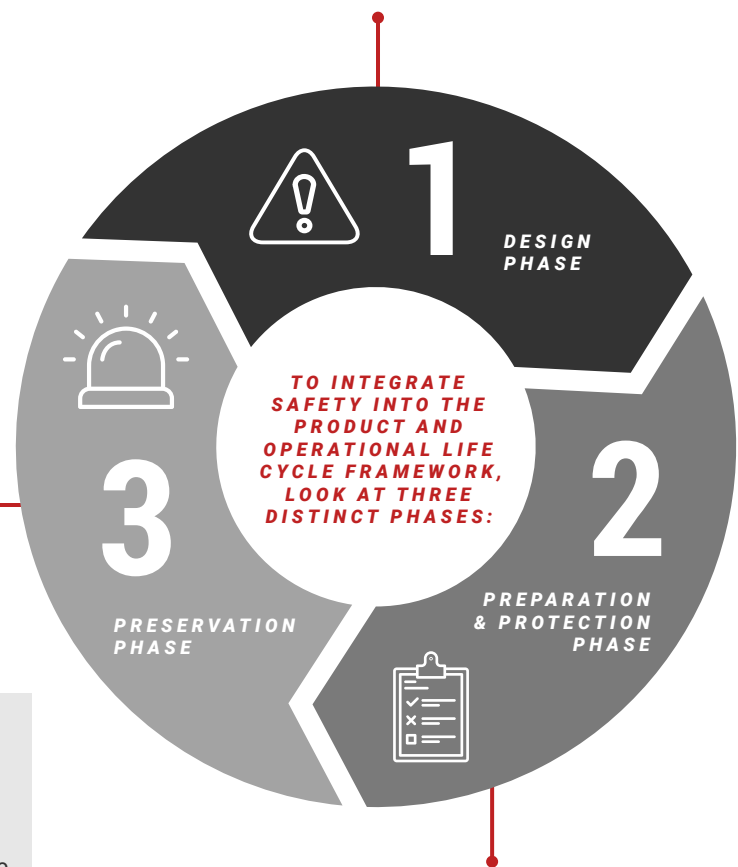 1
DESIGN
PHASE
TO INTEGRATE
SAFETY INTO THE
PRODUCT AND
OPERATIONAL LIFE
CYCLE FRAMEWORK,
LOOK AT THREE
DISTINCT PHASES:
2
PREPARATION
& PROTECTION
PHASE
3
PRESERVATION
PHASE